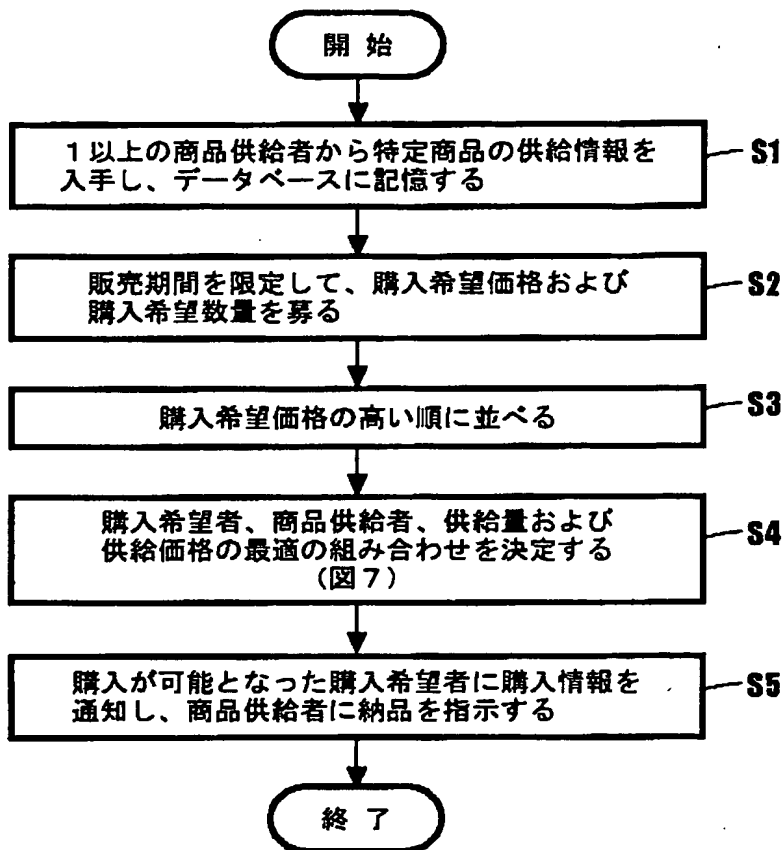 開始
1以上の商品供給者から特定商品の供給情報を
入手し、データベースに記憶する
S1
販売期間を限定して、購入希望価格および
購入希望数量を募る
S2
購入希望価格の高い順に並べる
S3
購入希望者、商品供給者、供給量および
供給価格の最適の組み合わせを決定する
(図7)
S4
購入が可能となった購入希望者に購入情報を
通知し、商品供給者に納品を指示する
S5
終了